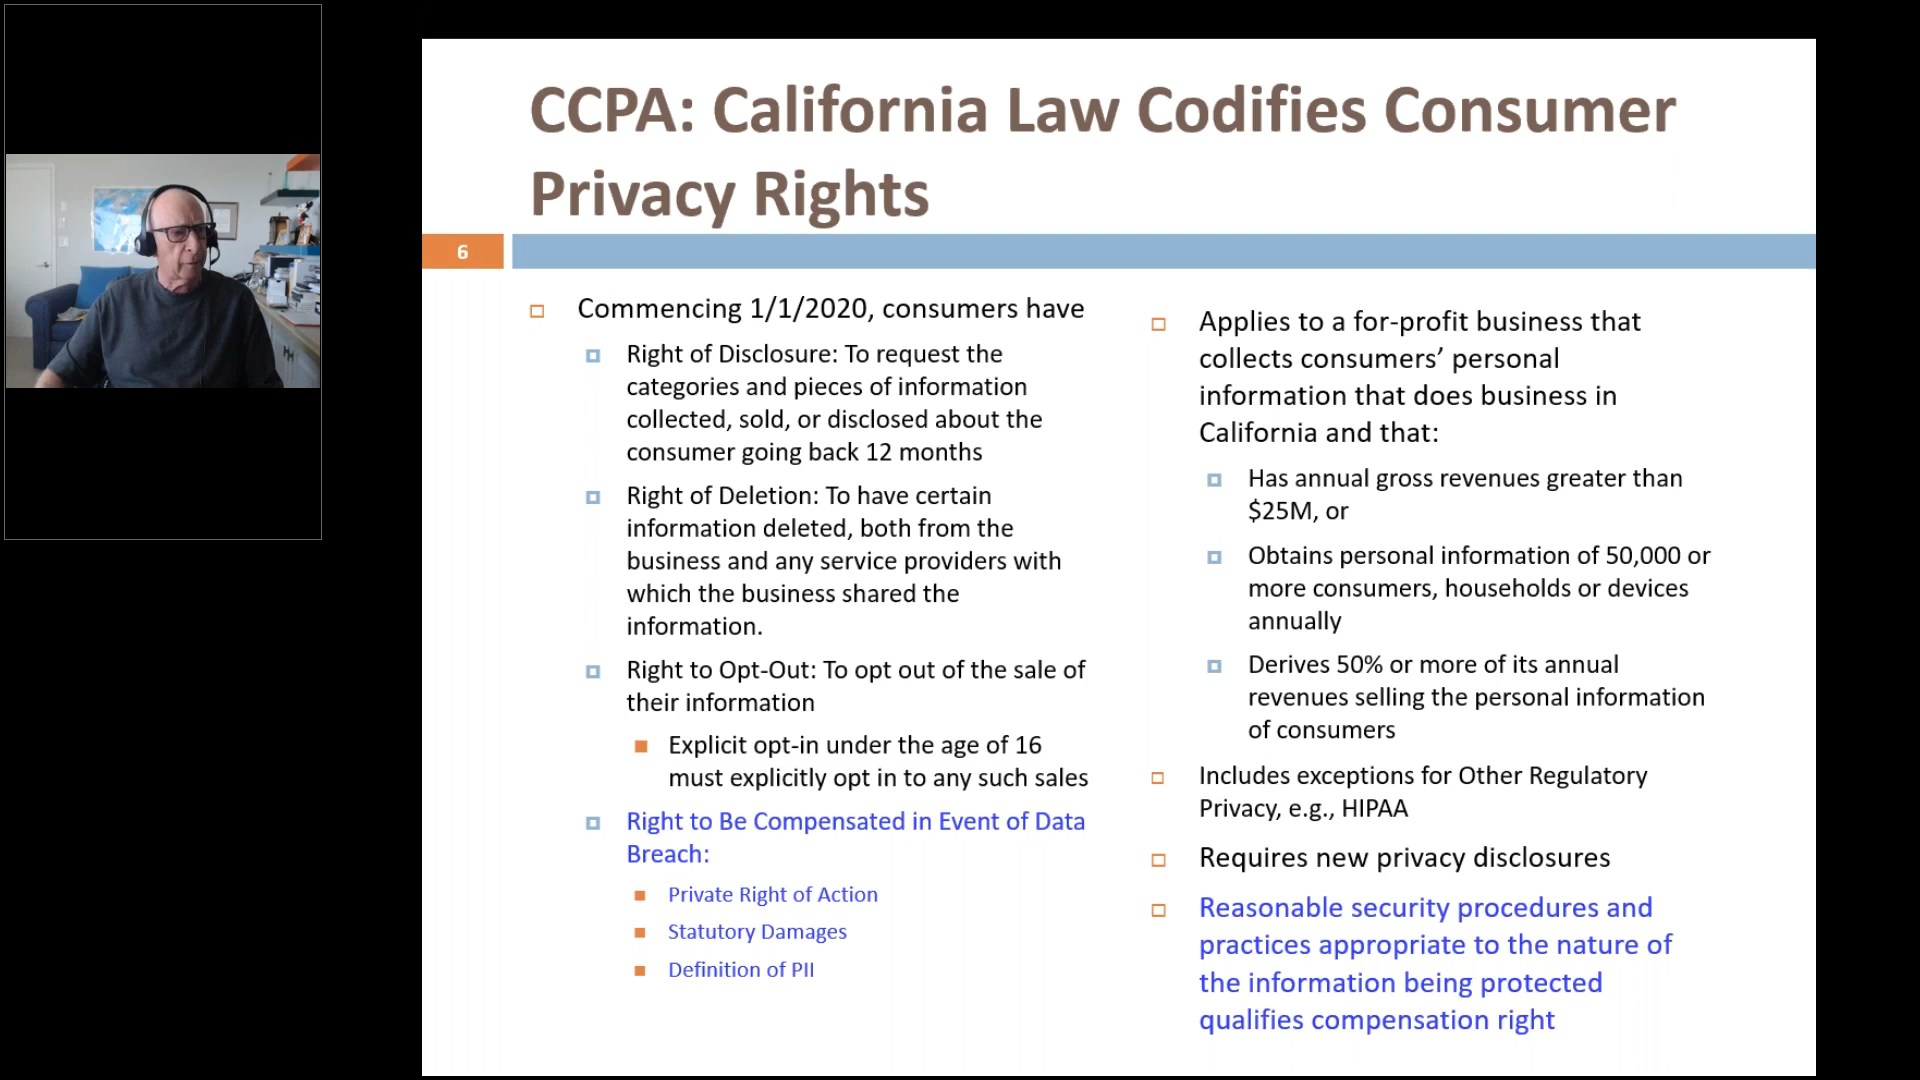 CCPA: California Law Codifies Consumer
Privacy Rights
6
Commencing 1/1/2020, consumers have
Right of Disclosure: To request the
categories and pieces of information
collected, sold, or disclosed about the
consumer going back 12 months
Right of Deletion: To have certain
information deleted, both from the
business and any service providers with
which the business shared the
information.
Right to Opt-Out: To opt out of the sale of
their information
Explicit opt-in under the age of 16
must explicitly opt in to any such sales
Right to Be Compensated in Event of Data
Breach:
Private Right of Action
Statutory Damages
Definition of PII
Applies to a for-profit business that
collects consumers’ personal
information that does business in
California and that:
Has annual gross revenues greater than
$25M, or
Obtains personal information of 50,000 or
more consumers, households or devices
annually
Derives 50% or more of its annual
revenues selling the personal information
of consumers
Includes exceptions for Other Regulatory
Privacy, e.g., HIPAA
Requires new privacy disclosures
Reasonable security procedures and
practices appropriate to the nature of
the information being protected
qualifies compensation right